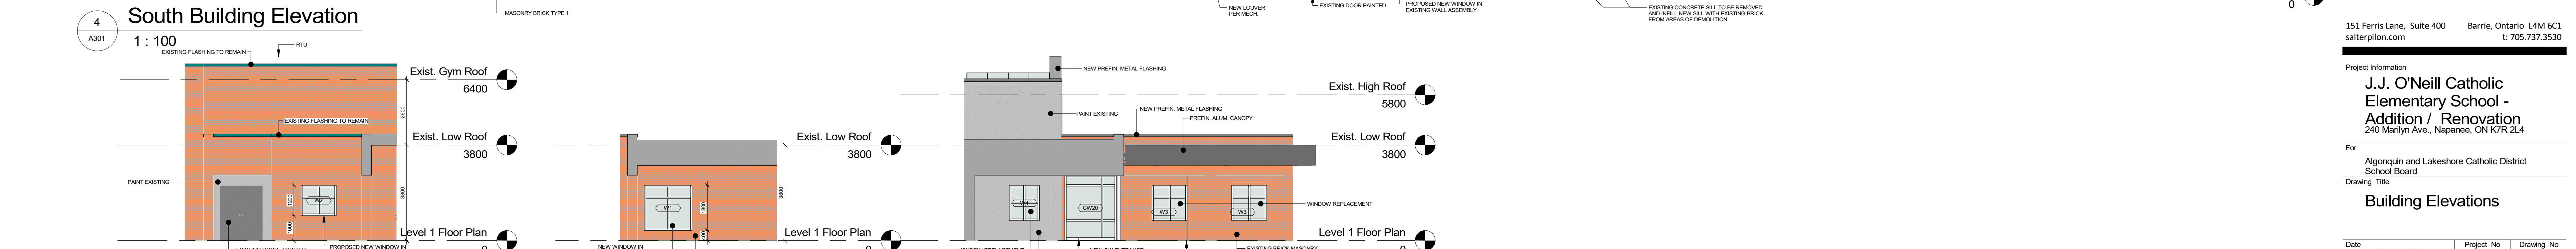 4
A301
South Building Elevation
1 : 100
MASONRY BRICK TYPE 1
NEW LOUVER
PER MECH.
EXISTING DOOR PAINTED
PROPOSED NEW WINDOW IN
EXISTING WALL ASSEMBLY
EXISTING CONCRETE SILL TO BE REMOVED
AND INFILL NEW SILL WITH EXISTING BRICK
FROM AREAS OF DEMOLITION
0
EXISTING FLASHING TO REMAIN
RTU
Exist. Gym Roof
6400
2600
EXISTING FLASHING TO REMAIN
Exist. Low Roof
3800
PAINT EXISTING
1200
W2
1000
3800
Level 1 Floor Plan
0
PROPOSED NEW WINDOW IN
Exist. Low Roof
3800
W1
1800
400
3800
Level 1 Floor Plan
NEW WINDOW IN
NEW PREFIN. METAL FLASHING
Exist. High Roof
5800
PAINT EXISTING
NEW PREFIN. METAL FLASHING
PREFIN. ALUM. CANOPY
Exist. Low Roof
3800
W4
CW20
W3
W3
WINDOW REPLACEMENT
Level 1 Floor Plan
EXISTING BRICK MASONRY
151 Ferris Lane, Suite 400 Barrie, Ontario L4M 6C1
salterpilon.com t: 705.737.3530
Project Information
J.J. O'Neill Catholic
Elementary School -
Addition / Renovation
240 Marilyn Ave., Napanee, ON K7R 2L4
For
Algonquin and Lakeshore Catholic District
School Board
Drawing Title
Building Elevations
Date Project No Drawing No